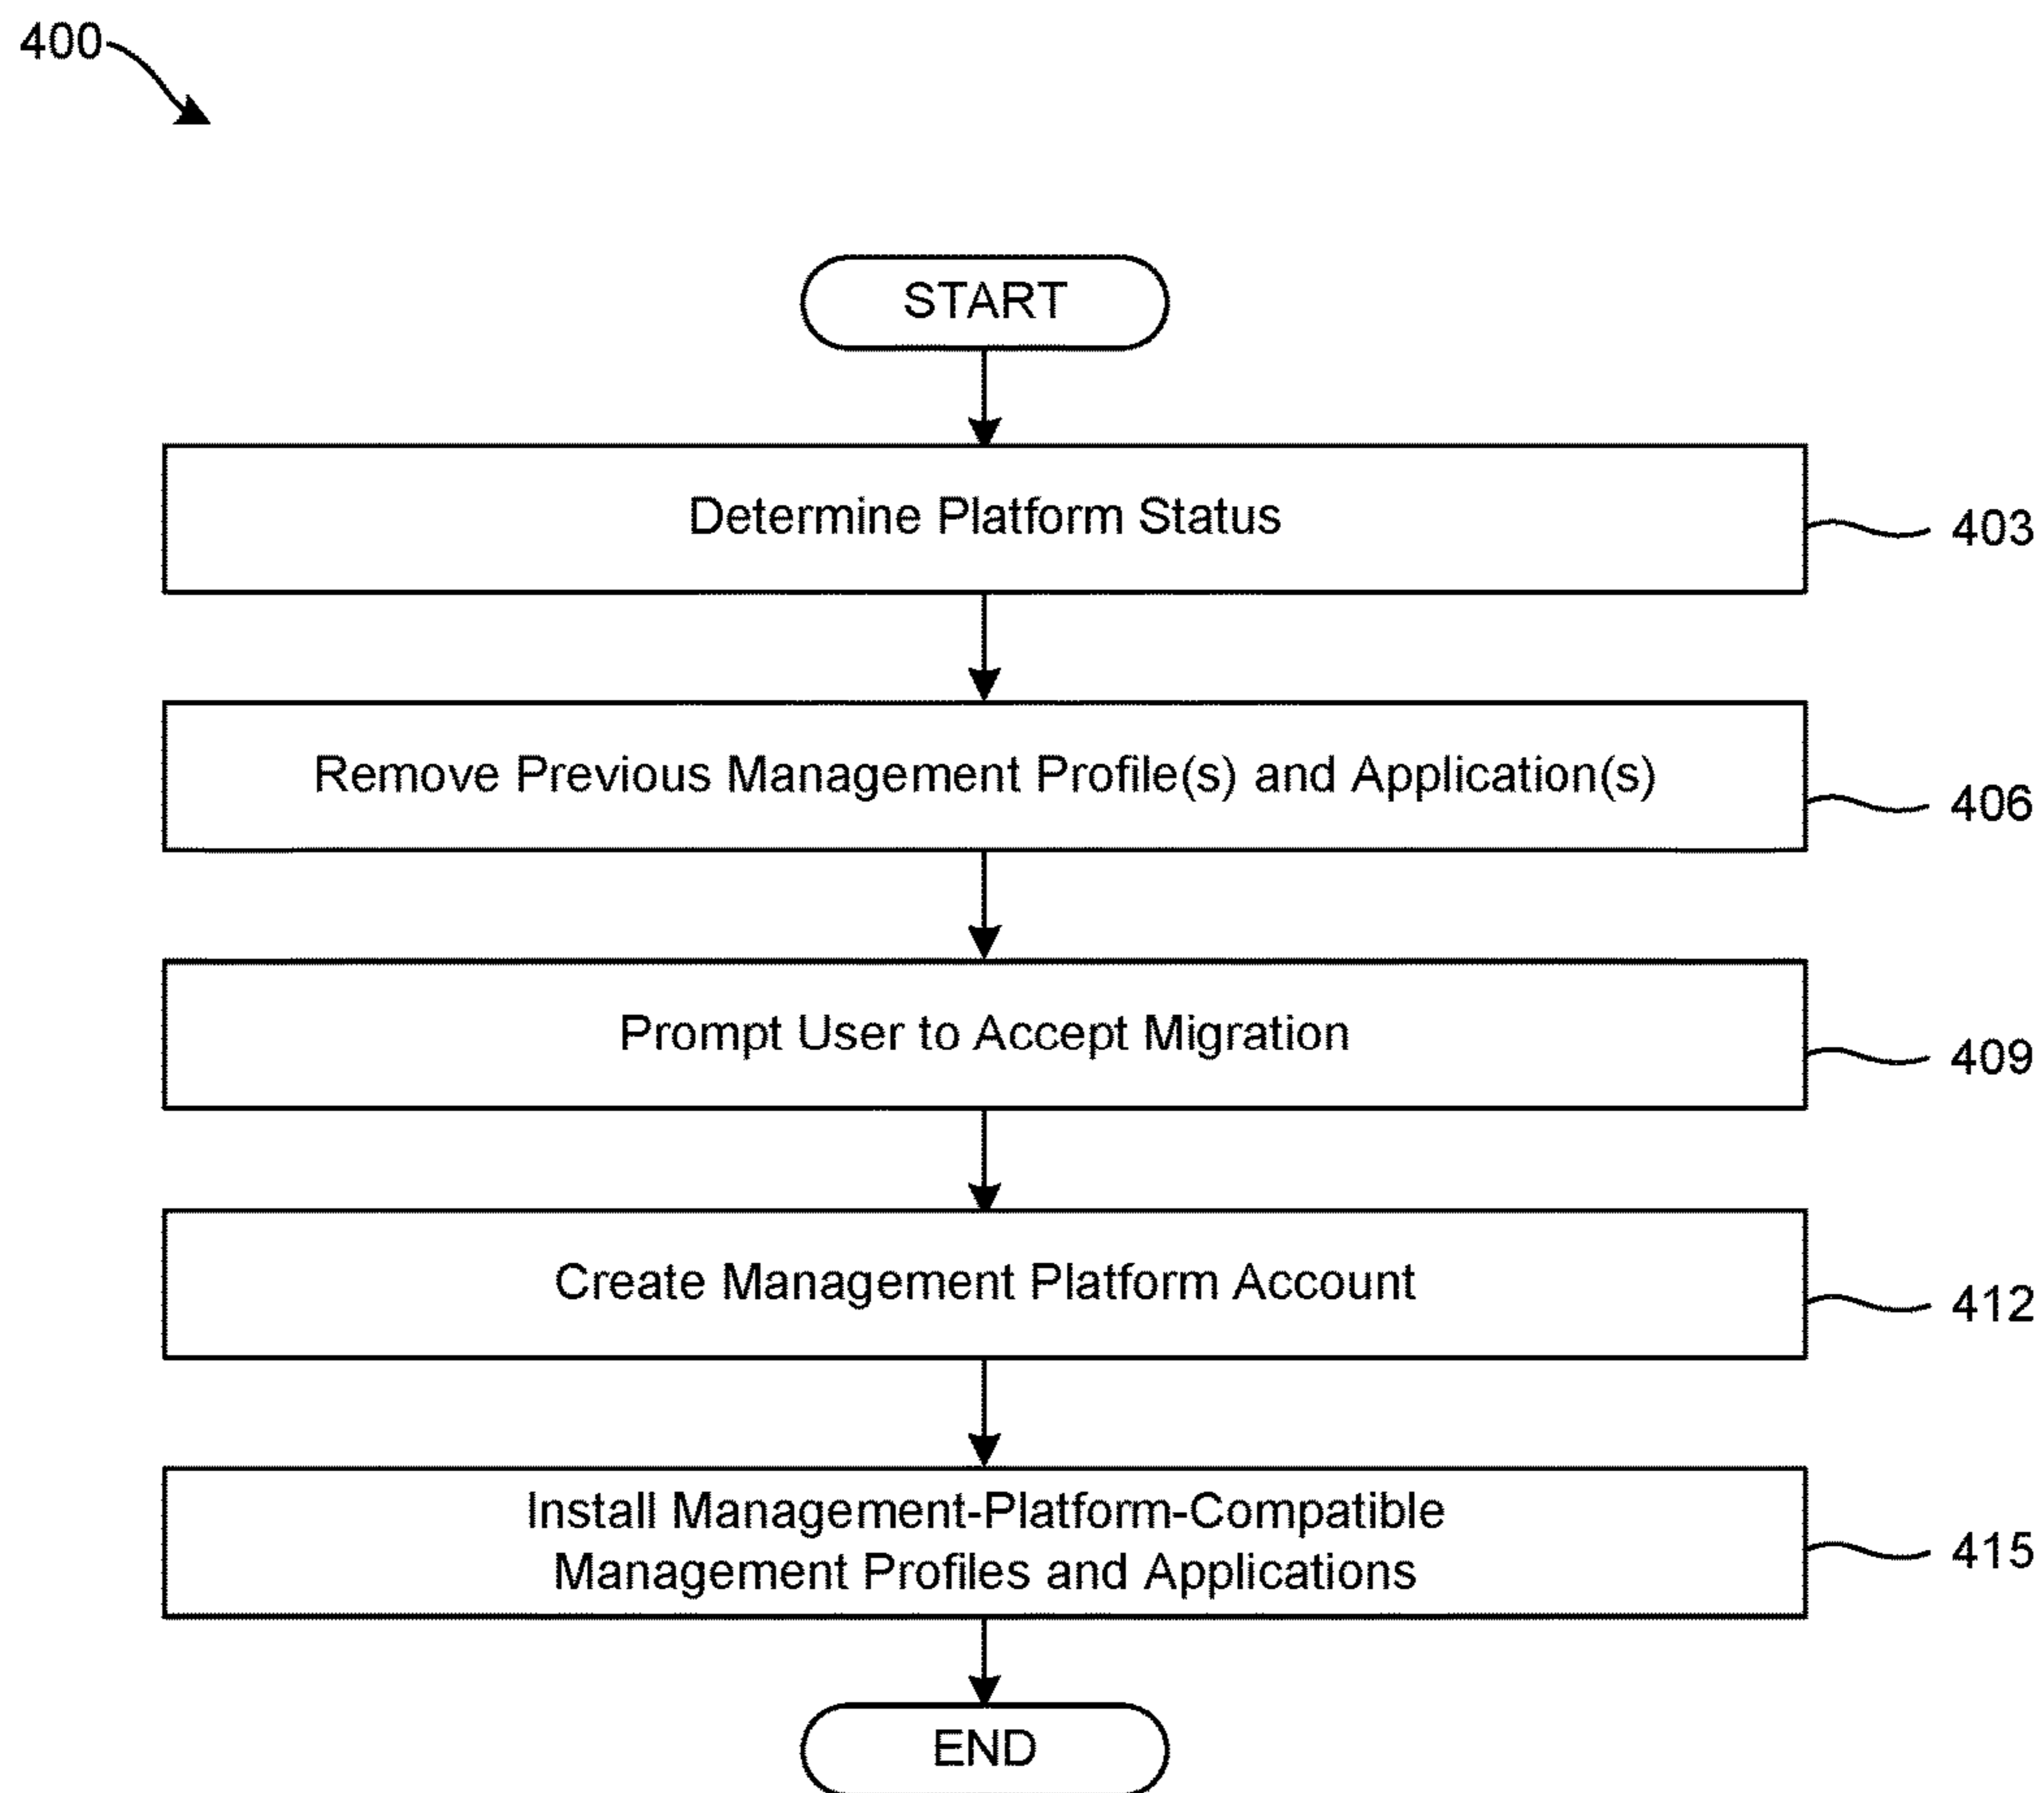 400
START
Determine Platform Status
403
Remove Previous Management Profile(s) and Application(s)
406
Prompt User to Accept Migration
409
Create Management Platform Account
412
Install Management-Platform-Compatible
Management Profiles and Applications
415
END